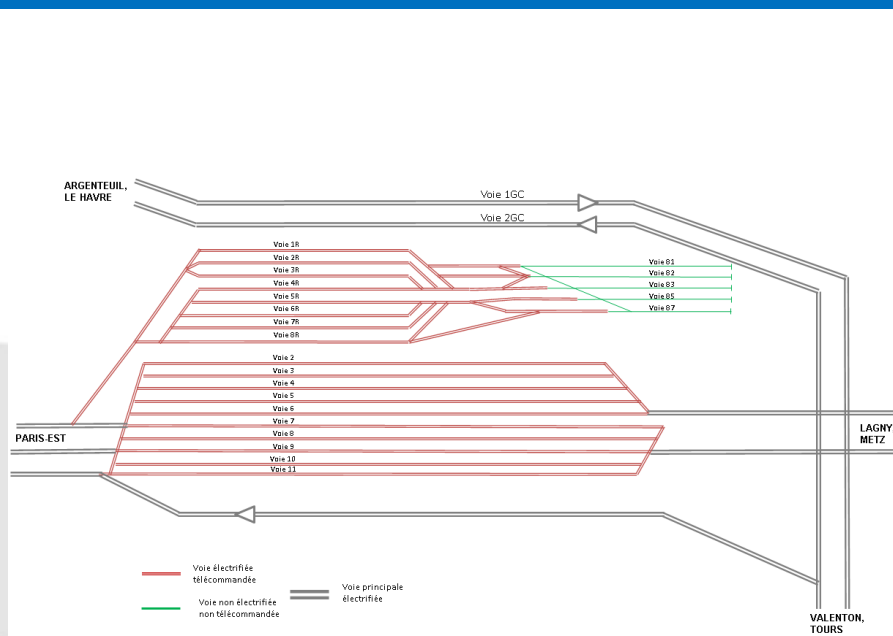 ARGENTEUIL,
LE HAVRE
Voie 1GC
Voie 2GC
Voie 1R
Voie 2R
Voie 3R
Voie 4R
Voie 5R
Voie 6R
Voie 7R
Voie 8R
Voie 81
Voie 82
Voie 83
Voie 85
Voie 87
Voie 2
Voie 3
Voie 4
Voie 5
Voie 6
Voie 7
Voie 8
Voie 9
Voie 10
Voie 11
PARIS-EST
LAGNY
METZ
Voie électrifiée
télécommandée
Voie non électrifiée
non télécommandée
Voie principale
électrifiée
VALENTON,
TOURS